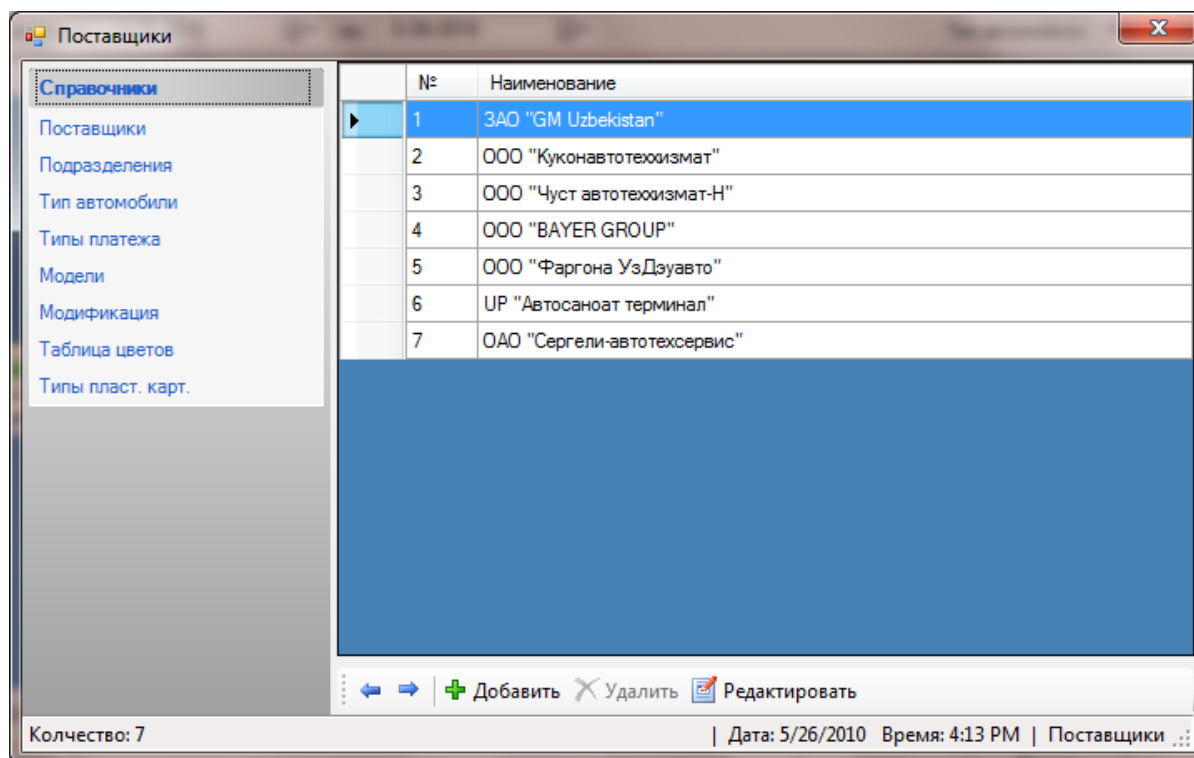 Поставщики
Справочники
Поставщики
Подразделения
Тип автомобили
Типы платежа
Модели
Модификация
Таблица цветов
Типы пласт. карт.
№ Наименование
1 ЗАО "GM Uzbekistan"
2 ООО "Куконавтотеххизмат"
3 ООО "Чуст автотеххизмат-Н"
4 ООО "BAYER GROUP"
5 ООО "Фаргона УзДэуавто"
6 UP "Автосаноат терминал"
7 ОАО "Сергели-автотехсервис"
Добавить Удалить Редактировать
Колчество: 7 | Дата: 5/26/2010 Время: 4:13 PM | Поставщики